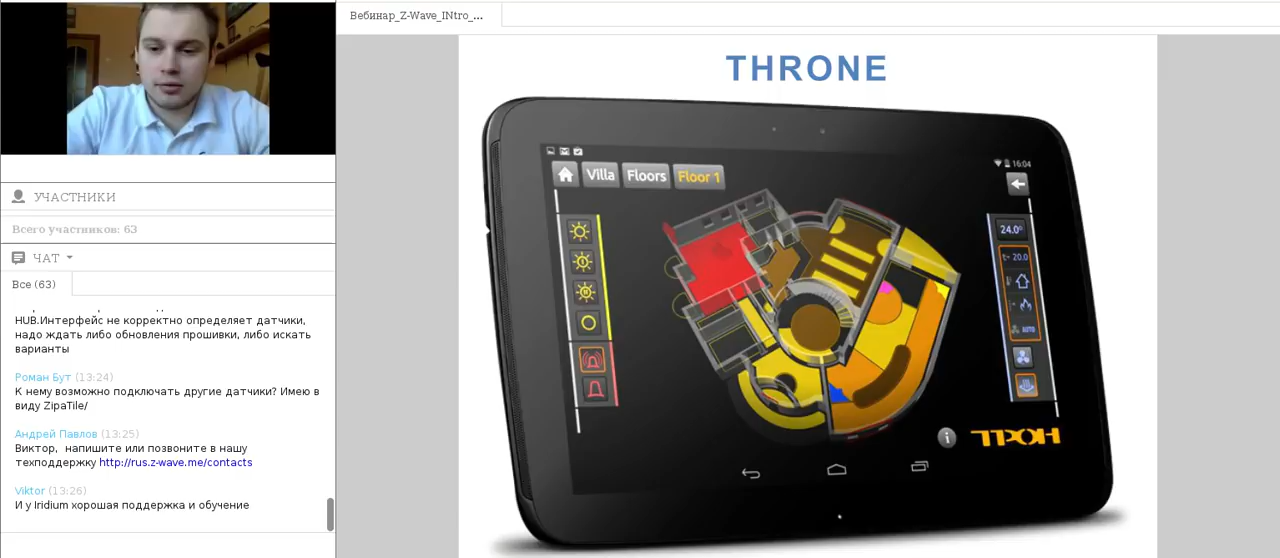 Вебинар_Z-Wave_INtro_...
THRONE
УЧАСТНИКИ
Всего участников: 63
ЧАТ
Все (63)
HUB.Интерфейс не корректно определяет датчики,
надо ждать либо обновления прошивки, либо искать
варианты
Роман Бут (13:24)
К нему возможно подключать другие датчики? Имею в
виду ZipaTile/
Андрей Павлов (13:25)
Виктор, напишите или позвоните в нашу
техподдержку http://rus.z-wave.me/contacts
Viktor (13:26)
И у Iridium хорошая поддержка и обучение
16:04
Villa Floors Floor 1
24.0°
t- 20.0
AUTO